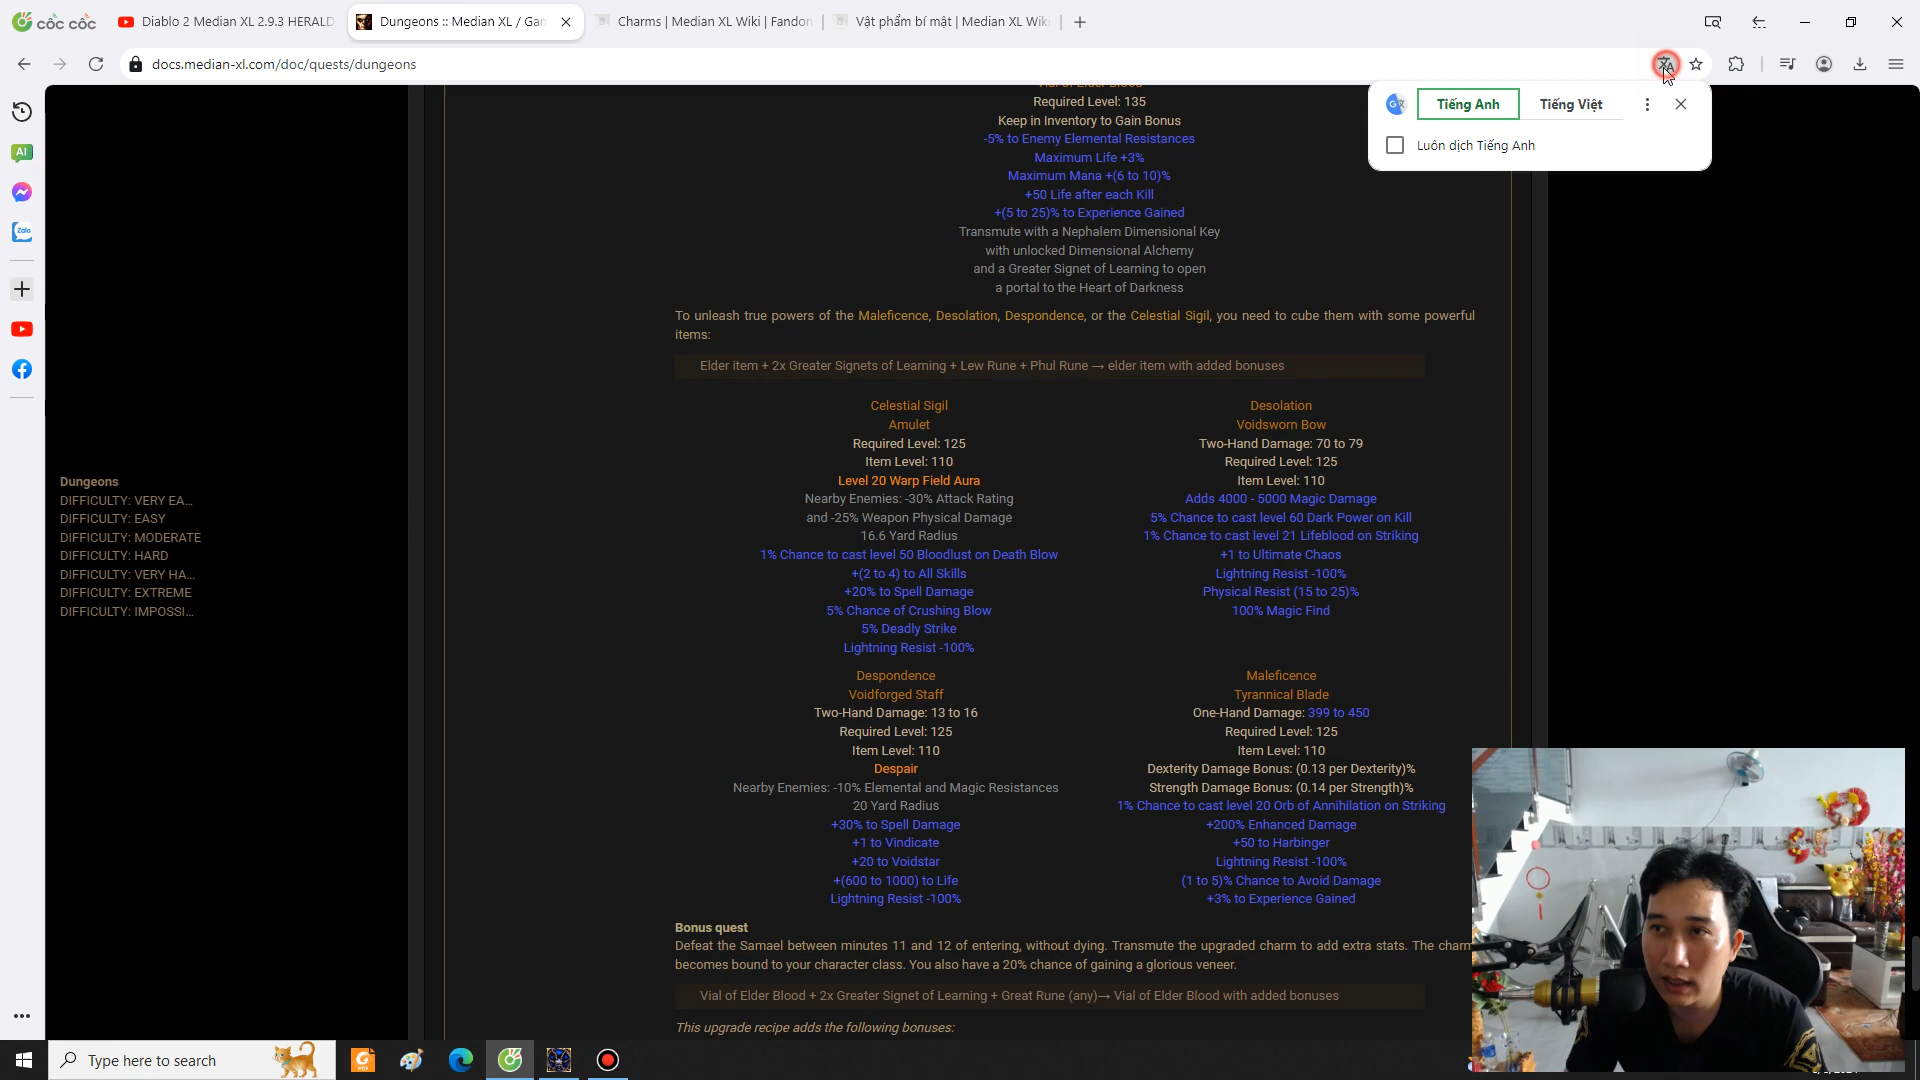 cốc cốc
Diablo 2 Median XL 2.9.3 HERALD
Dungeons :: Median XL / Gam
Charms | Median XL Wiki | Fandon
Vật phẩm bí mật | Median XL Wiki
docs.median-xl.com/doc/quests/dungeons
Tiếng Anh
Tiếng Việt
Luôn dịch Tiếng Anh
AI
Zalo
Required Level: 135
Keep in Inventory to Gain Bonus
-5% to Enemy Elemental Resistances
Maximum Life +3%
Maximum Mana +(6 to 10)%
+50 Life after each Kill
+(5 to 25)% to Experience Gained
Transmute with a Nephalem Dimensional Key
with unlocked Dimensional Alchemy
and a Greater Signet of Learning to open
a portal to the Heart of Darkness
To unleash true powers of the Maleficence, Desolation, Despondence, or the Celestial Sigil, you need to cube them with some powerful
items:
Elder item + 2x Greater Signets of Learning + Lew Rune + Phul Rune → elder item with added bonuses
Celestial Sigil
Amulet
Required Level: 125
Item Level: 110
Level 20 Warp Field Aura
Nearby Enemies: -30% Attack Rating
and -25% Weapon Physical Damage
16.6 Yard Radius
1% Chance to cast level 50 Bloodlust on Death Blow
+(2 to 4) to All Skills
+20% to Spell Damage
5% Chance of Crushing Blow
5% Deadly Strike
Lightning Resist -100%
Desolation
Voidsworn Bow
Two-Hand Damage: 70 to 79
Required Level: 125
Item Level: 110
Adds 4000 - 5000 Magic Damage
5% Chance to cast level 60 Dark Power on Kill
1% Chance to cast level 21 Lifeblood on Striking
+1 to Ultimate Chaos
Lightning Resist -100%
Physical Resist (15 to 25)%
100% Magic Find
Dungeons
DIFFICULTY: VERY EA...
DIFFICULTY: EASY
DIFFICULTY: MODERATE
DIFFICULTY: HARD
DIFFICULTY: VERY HA...
DIFFICULTY: EXTREME
DIFFICULTY: IMPOSSI...
Despondence
Voidforged Staff
Two-Hand Damage: 13 to 16
Required Level: 125
Item Level: 110
Despair
Nearby Enemies: -10% Elemental and Magic Resistances
20 Yard Radius
+30% to Spell Damage
+1 to Vindicate
+20 to Voidstar
+(600 to 1000) to Life
Lightning Resist -100%
Maleficence
Tyrannical Blade
One-Hand Damage: 399 to 450
Required Level: 125
Item Level: 110
Dexterity Damage Bonus: (0.13 per Dexterity)%
Strength Damage Bonus: (0.14 per Strength)%
1% Chance to cast level 20 Orb of Annihilation on Striking
+200% Enhanced Damage
+50 to Harbinger
Lightning Resist -100%
(1 to 5)% Chance to Avoid Damage
+3% to Experience Gained
Bonus quest
Defeat the Samael between minutes 11 and 12 of entering, without dying. Transmute the upgraded charm to add extra stats. The charm
becomes bound to your character class. You also have a 20% chance of gaining a glorious veneer.
Vial of Elder Blood + 2x Greater Signet of Learning + Great Rune (any)→ Vial of Elder Blood with added bonuses
This upgrade recipe adds the following bonuses:
Type here to search